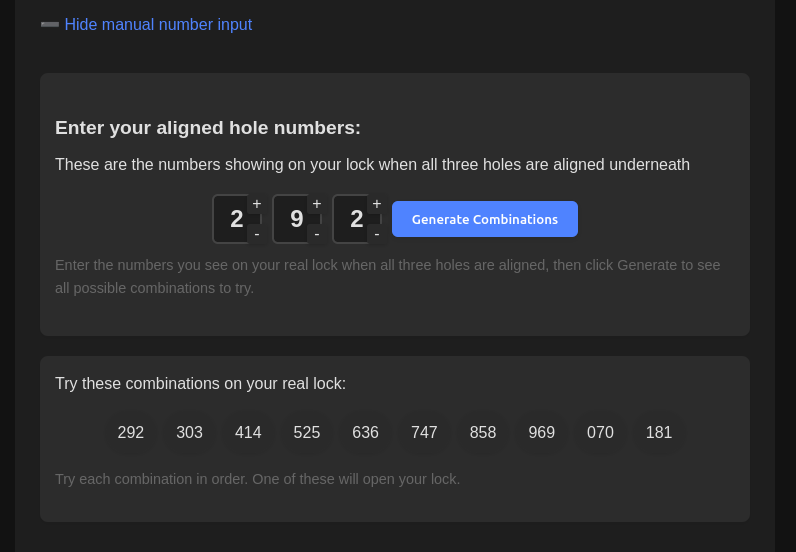 ➖ Hide manual number input
Enter your aligned hole numbers:
These are the numbers showing on your lock when all three holes are aligned underneath
2 + - 9 + - 2 + - Generate Combinations
Enter the numbers you see on your real lock when all three holes are aligned, then click Generate to see
all possible combinations to try.
Try these combinations on your real lock:
292 303 414 525 636 747 858 969 070 181
Try each combination in order. One of these will open your lock.